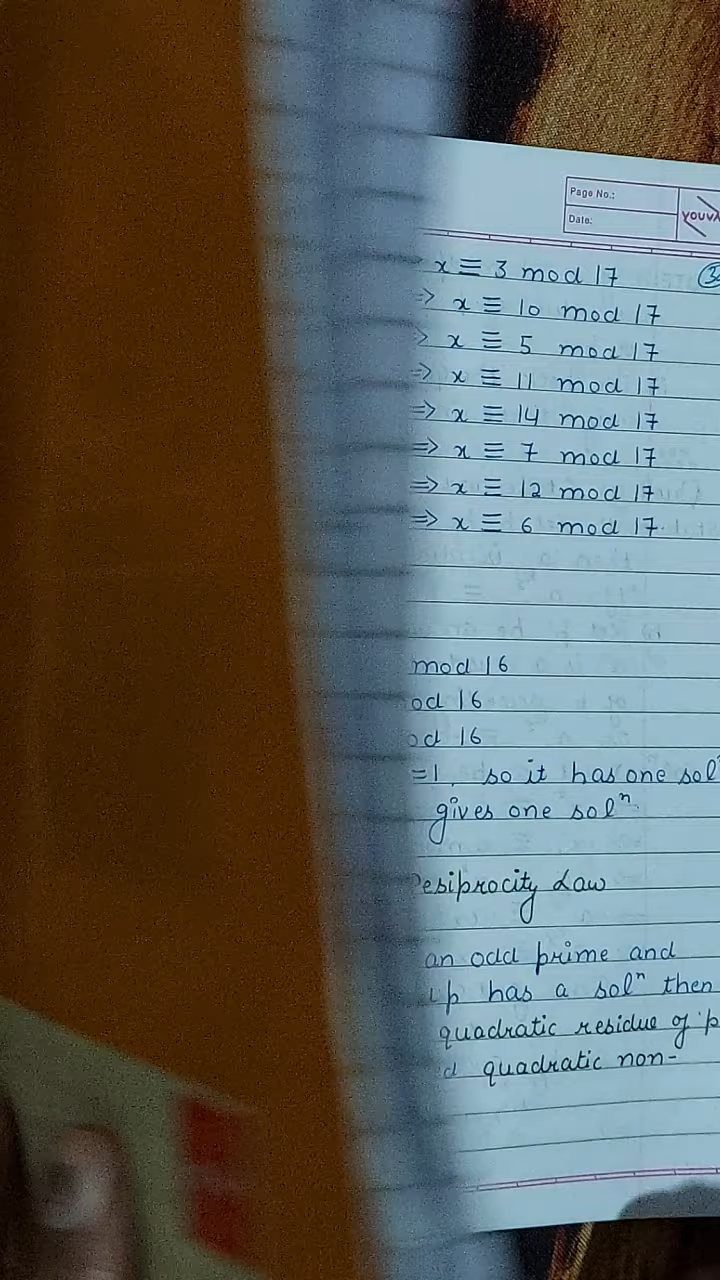 Page No.:
Date:
x ≡ 3 mod 17
⇒ x ≡ 10 mod 17
⇒ x ≡ 5 mod 17
⇒ x ≡ 11 mod 17
⇒ x ≡ 14 mod 17
⇒ x ≡ 7 mod 17
⇒ x ≡ 12 mod 17
⇒ x ≡ 6 mod 17.
mod 16
od 16
od 16
=1. so it has one solⁿ
gives one solⁿ.
esiprocity Law
an odd prime and
p has a solⁿ then
quadratic residue of p
quadratic non-